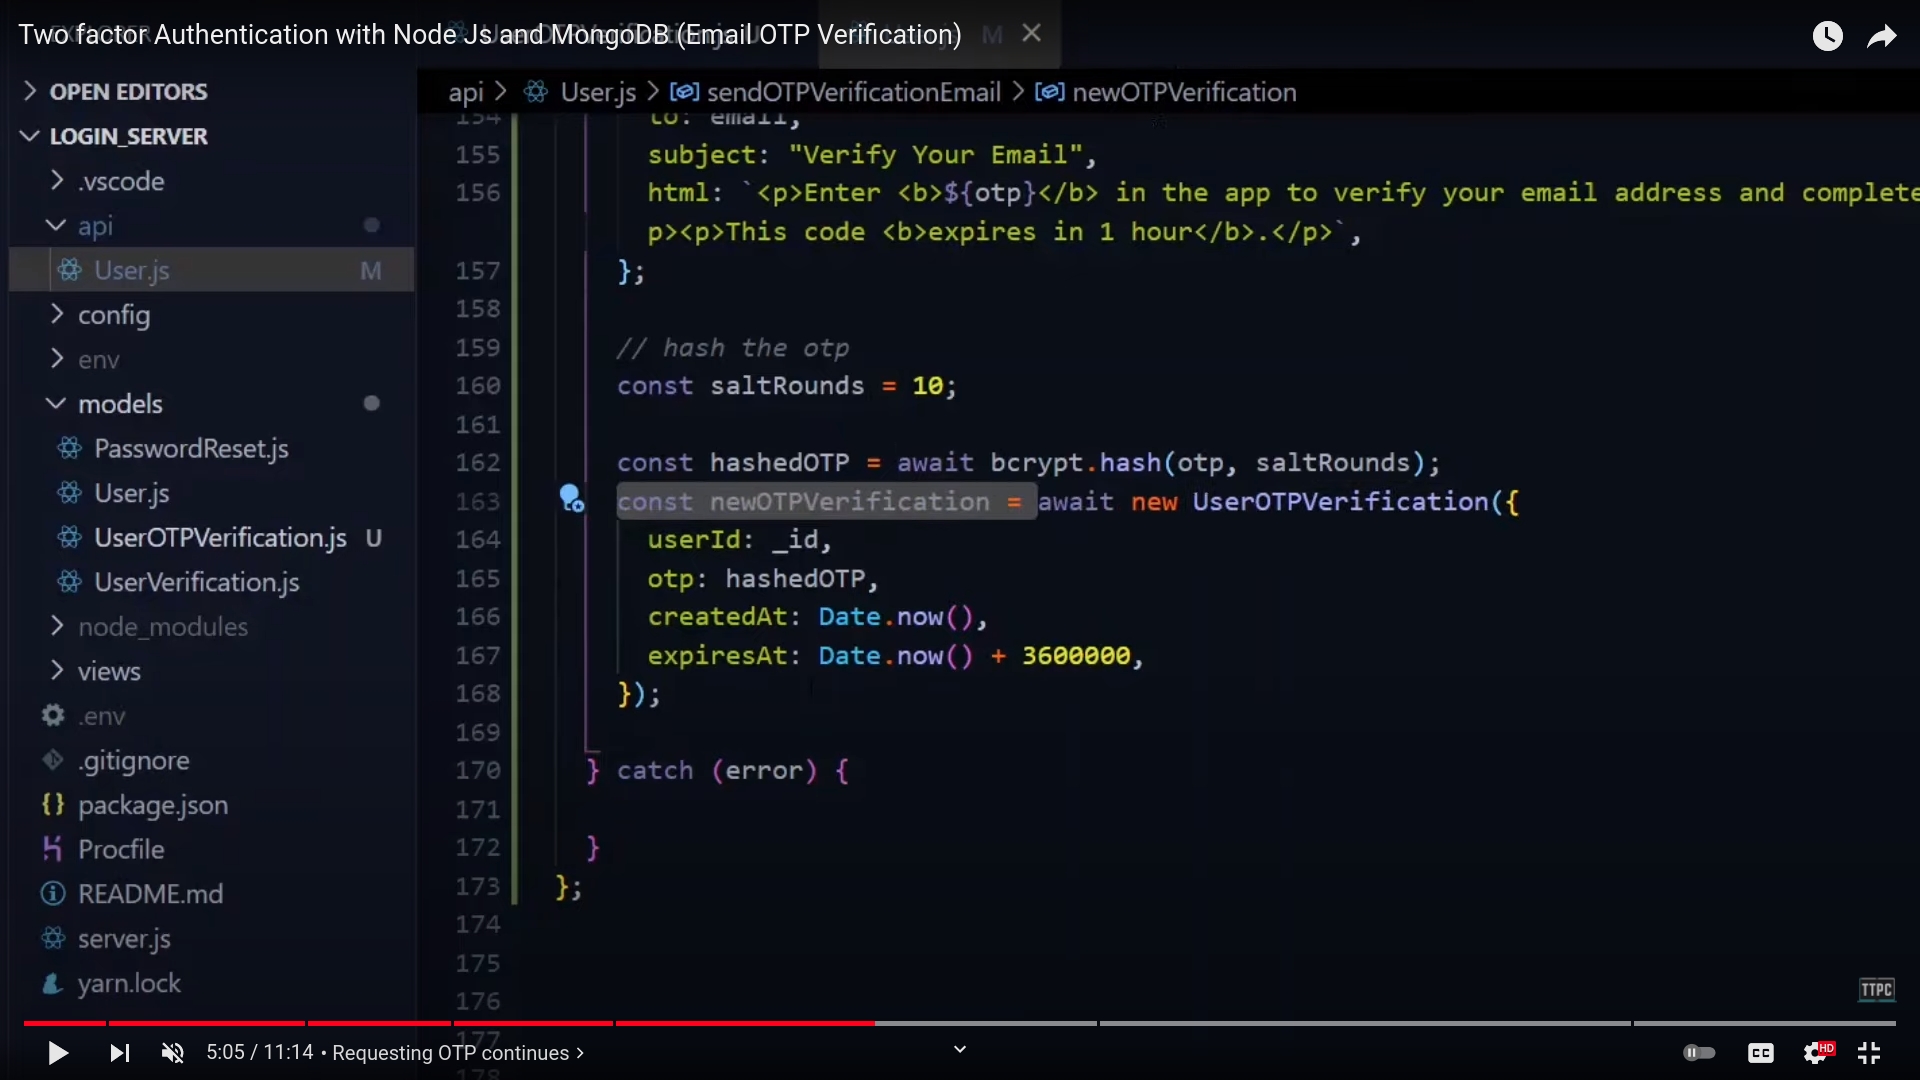 Two factor Authentication with Node Js and MongoDB (Email OTP Verification)
M
OPEN EDITORS
LOGIN_SERVER
.vscode
api
User.js M
config
env
models
PasswordReset.js
User.js
UserOTPVerification.js U
UserVerification.js
node_modules
views
.env
.gitignore
package.json
Procfile
README.md
server.js
yarn.lock
api > User.js > sendOTPVerificationEmail > newOTPVerification
154 to: email,
155 subject: "Verify Your Email",
156 html: `<p>Enter <b>${otp}</b> in the app to verify your email address and complete
p><p>This code <b>expires in 1 hour</b>.</p>`,
157 };
158
159 // hash the otp
160 const saltRounds = 10;
161
162 const hashedOTP = await bcrypt.hash(otp, saltRounds);
163 const newOTPVerification = await new UserOTPVerification({
164 userId: _id,
165 otp: hashedOTP,
166 createdAt: Date.now(),
167 expiresAt: Date.now() + 3600000,
168 });
169
170 } catch (error) {
171
172 }
173 };
174
175
176
177
178
TTPC
5:05 / 11:14 • Requesting OTP continues >
CC
HD